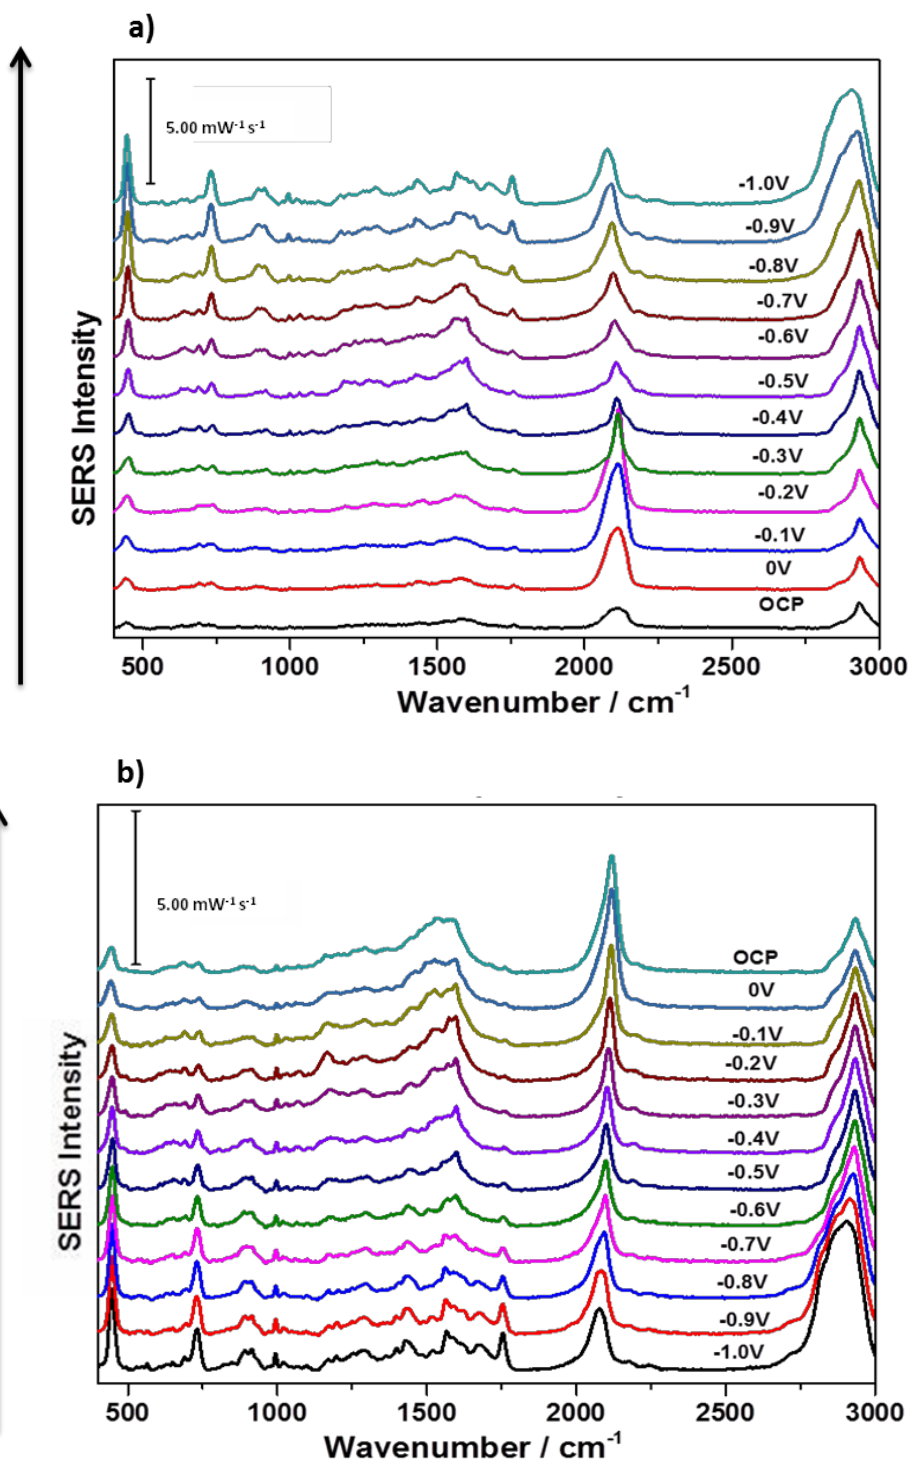 a)
5.00 mW⁻¹ s⁻¹
-1.0V
-0.9V
-0.8V
-0.7V
-0.6V
-0.5V
-0.4V
-0.3V
-0.2V
-0.1V
0V
OCP
SERS Intensity
500 1000 1500 2000 2500 3000
Wavenumber / cm⁻¹
b)
5.00 mW⁻¹ s⁻¹
OCP
0V
-0.1V
-0.2V
-0.3V
-0.4V
-0.5V
-0.6V
-0.7V
-0.8V
-0.9V
-1.0V
SERS Intensity
500 1000 1500 2000 2500 3000
Wavenumber / cm⁻¹